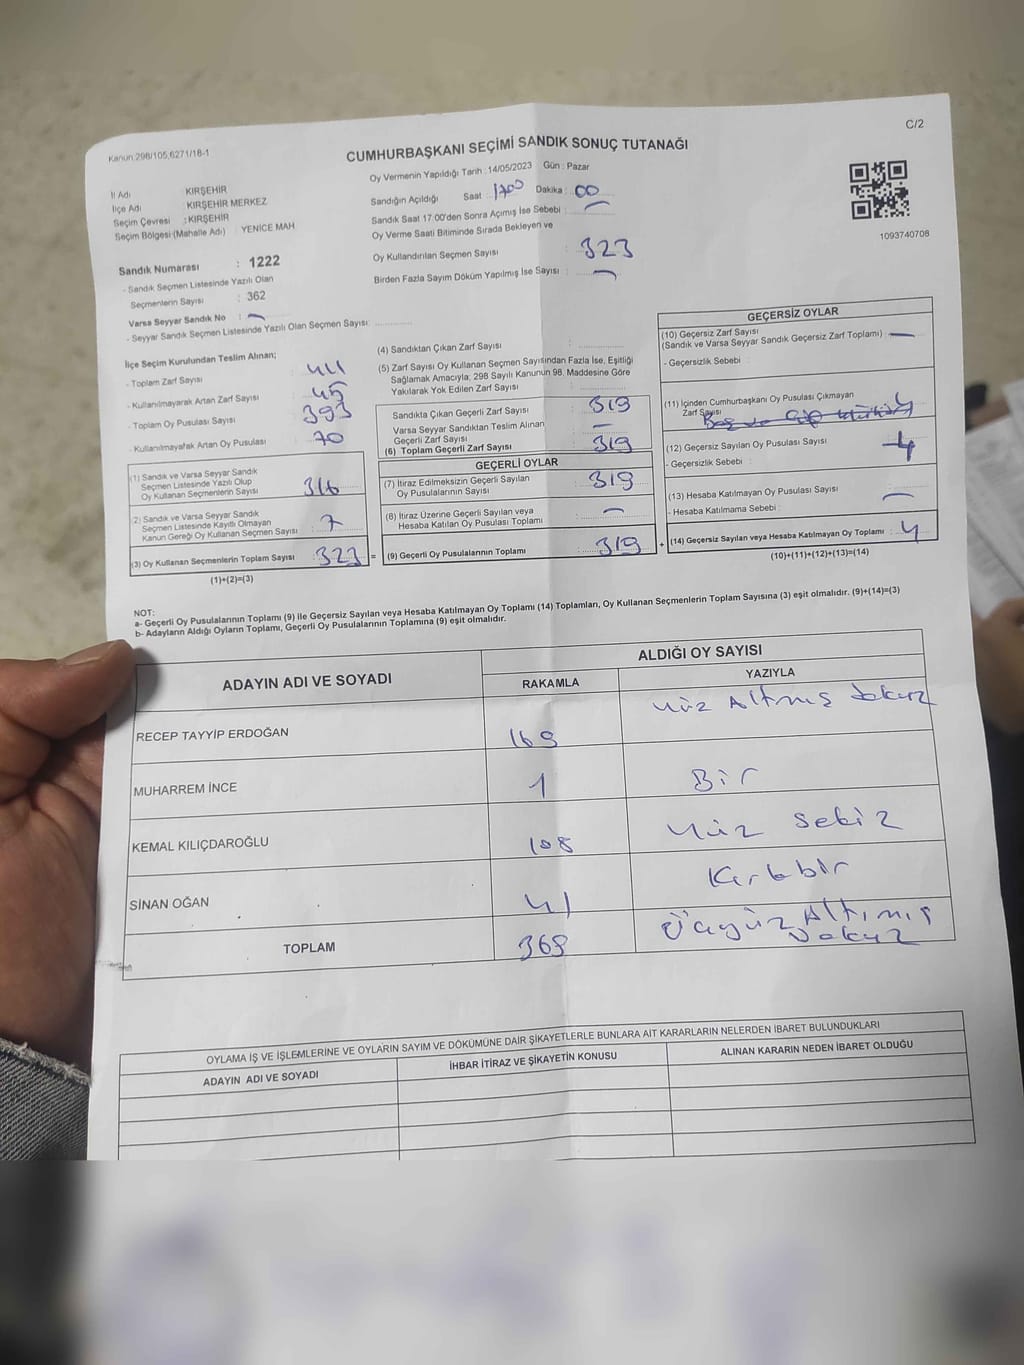 Kanun:298/105,6271/18-1
C/2
CUMHURBAŞKANI SEÇİMİ SANDIK SONUÇ TUTANAĞI
Oy Vermenin Yapıldığı Tarih : 14/05/2023 Gün : Pazar
İl Adı KIRŞEHİR
İlçe Adı : KIRŞEHİR MERKEZ
Seçim Çevresi : KIRŞEHİR
Seçim Bölgesi (Mahalle Adı) : YENİCE MAH
Sandık Numarası : 1222
- Sandık Seçmen Listesinde Yazılı Olan
Seçmenlerin Sayısı : 362
Varsa Seyyar Sandık No : —
- Seyyar Sandık Seçmen Listesinde Yazılı Olan Seçmen Sayısı:
Sandığın Açıldığı Saat : 1700 Dakika : 00
Sandık Saat 17:00'den Sonra Açmış İse Sebebi : —
Oy Verme Saati Bitiminde Sırada Bekleyen ve
Oy Kullandırılan Seçmen Sayısı : 323
Birden Fazla Sayım Döküm Yapılmış İse Sayısı : —
1093740708
İlçe Seçim Kurulundan Teslim Alınan;
- Toplam Zarf Sayısı 411
- Kullanılmayarak Artan Zarf Sayısı 45
- Toplam Oy Pusulası Sayısı 393
- Kullanılmayarak Artan Oy Pusulası 70
(1) Sandık ve Varsa Seyyar Sandık
Seçmen Listesinde Yazılı Olup
Oy Kullanan Seçmenlerin Sayısı 316
(2) Sandık ve Varsa Seyyar Sandık
Seçmen Listesinde Kayıtlı Olmayan
Kanun Gereği Oy Kullanan Seçmen Sayısı 7
(3) Oy Kullanan Seçmenlerin Toplam Sayısı : 323 =
(1)+(2)=(3)
(4) Sandıktan Çıkan Zarf Sayısı :
(5) Zarf Sayısı Oy Kullanan Seçmen Sayısından Fazla İse, Eşitliği
Sağlamak Amacıyla, 298 Sayılı Kanunun 98. Maddesine Göre
Yakılarak Yok Edilen Zarf Sayısı :
Sandıkta Çıkan Geçerli Zarf Sayısı : 319
Varsa Seyyar Sandıktan Teslim Alınan
Geçerli Zarf Sayısı : —
(6) Toplam Geçerli Zarf Sayısı : 319
GEÇERLİ OYLAR
(7) İtiraz Edilmeksizin Geçerli Sayılan
Oy Pusulalarının Sayısı : 319
(8) İtiraz Üzerine Geçerli Sayılan veya
Hesaba Katılan Oy Pusulası Toplamı : —
(9) Geçerli Oy Pusulalarının Toplamı : 319 +
GEÇERSİZ OYLAR
(10) Geçersiz Zarf Sayısı
(Sandık ve Varsa Seyyar Sandık Geçersiz Zarf Toplamı) : —
- Geçersizlik Sebebi :
(11) İçinden Cumhurbaşkanı Oy Pusulası Çıkmayan
Zarf Sayısı
(12) Geçersiz Sayılan Oy Pusulası Sayısı : 4
- Geçersizlik Sebebi :
(13) Hesaba Katılmayan Oy Pusulası Sayısı : —
- Hesaba Katılmama Sebebi :
(14) Geçersiz Sayılan veya Hesaba Katılmayan Oy Toplamı : 4
(10)+(11)+(12)+(13)=(14)
NOT:
a- Geçerli Oy Pusulalarının Toplamı (9) ile Geçersiz Sayılan veya Hesaba Katılmayan Oy Toplamı (14) Toplamları, Oy Kullanan Seçmenlerin Toplam Sayısına (3) eşit olmalıdır. (9)+(14)=(3)
b- Adayların Aldığı Oyların Toplamı, Geçerli Oy Pusulalarının Toplamına (9) eşit olmalıdır.
ADAYIN ADI VE SOYADI
ALDIĞI OY SAYISI
RAKAMLA YAZIYLA
RECEP TAYYİP ERDOĞAN 169 Yüz Altmış Dokuz
MUHARREM İNCE 1 Bir
KEMAL KILIÇDAROĞLU 108 Yüz Sekiz
SİNAN OĞAN 41 Kırkbir
TOPLAM 369 Üçyüz Altmış Dokuz
OYLAMA İŞ VE İŞLEMLERİNE VE OYLARIN SAYIM VE DÖKÜMÜNE DAİR ŞİKAYETLERLE BUNLARA AİT KARARLARIN NELERDEN İBARET BULUNDUKLARI
ADAYIN ADI VE SOYADI İHBAR İTİRAZ VE ŞİKAYETİN KONUSU ALINAN KARARIN NEDEN İBARET OLDUĞU